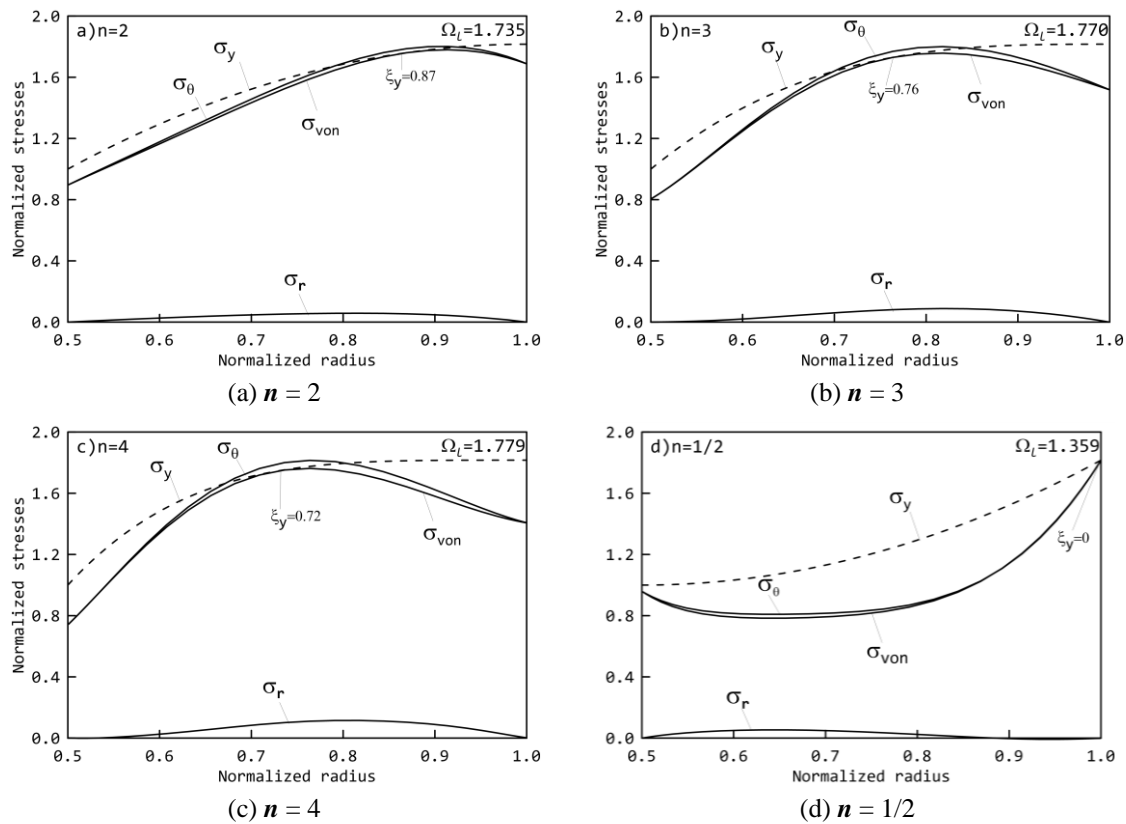 a)n=2
Ω_l=1.735
σ_y
σ_θ
ξ_y=0.87
σ_von
σ_r
Normalized stresses
2.0
1.6
1.2
0.8
0.4
0.0
0.5 0.6 0.7 0.8 0.9 1.0
Normalized radius
(a) n = 2
b)n=3
Ω_l=1.770
σ_θ
σ_y
ξ_y=0.76
σ_von
σ_r
Normalized stresses
2.0
1.6
1.2
0.8
0.4
0.0
0.5 0.6 0.7 0.8 0.9 1.0
Normalized radius
(b) n = 3
c)n=4
Ω_l=1.779
σ_θ
σ_y
ξ_y=0.72
σ_von
σ_r
Normalized stresses
2.0
1.6
1.2
0.8
0.4
0.0
0.5 0.6 0.7 0.8 0.9 1.0
Normalized radius
(c) n = 4
d)n=1/2
Ω_l=1.359
σ_y
ξ_y=0
σ_θ
σ_von
σ_r
Normalized stresses
2.0
1.6
1.2
0.8
0.4
0.0
0.5 0.6 0.7 0.8 0.9 1.0
Normalized radius
(d) n = 1/2